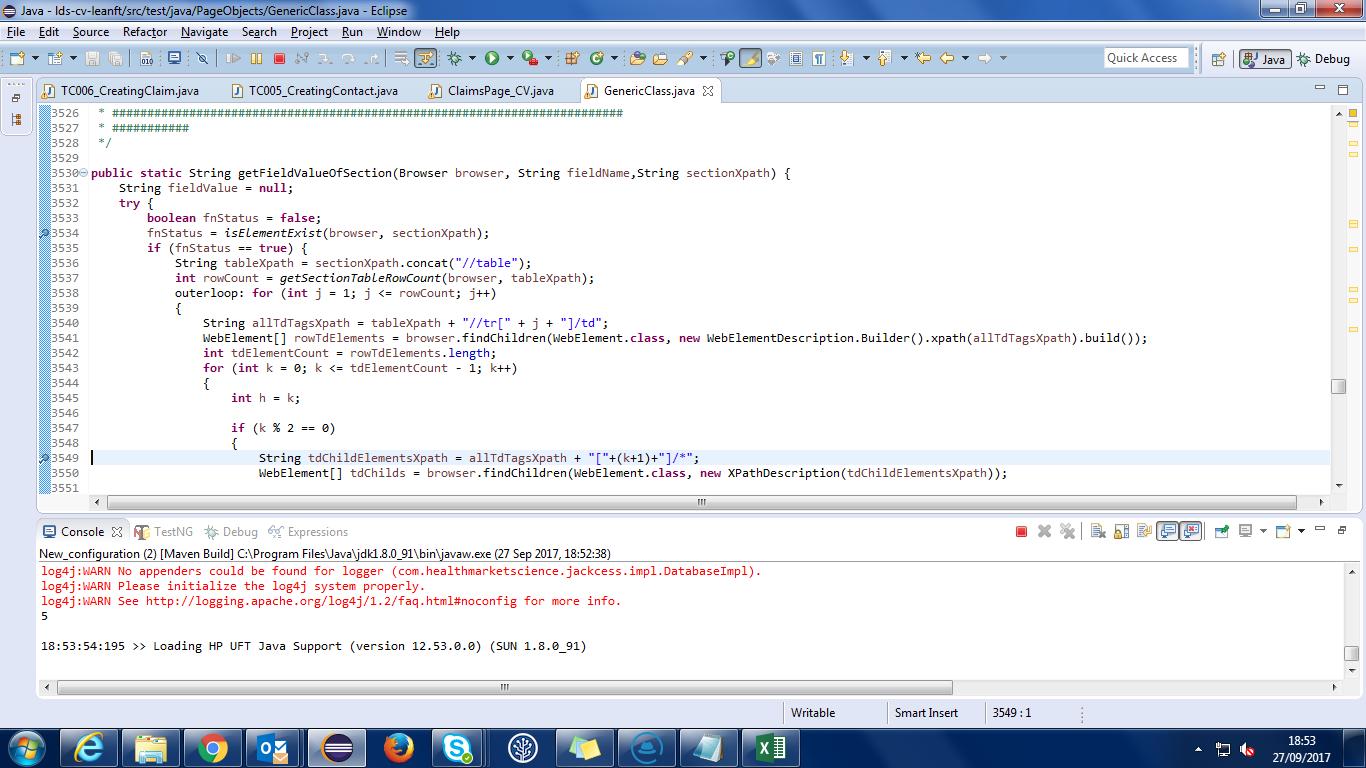 Java - lds-cv-leanft/src/test/java/PageObjects/GenericClass.java - Eclipse
File Edit Source Refactor Navigate Search Project Run Window Help
Quick Access Java Debug
TC006_CreatingClaim.java TC005_CreatingContact.java ClaimsPage_CV.java GenericClass.java
3526 * #########################################################################
3527 * ###########
3528 */
3529
3530 public static String getFieldValueOfSection(Browser browser, String fieldName,String sectionXpath) {
3531 String fieldValue = null;
3532 try {
3533 boolean fnStatus = false;
3534 fnStatus = isElementExist(browser, sectionXpath);
3535 if (fnStatus == true) {
3536 String tableXpath = sectionXpath.concat("//table");
3537 int rowCount = getSectionTableRowCount(browser, tableXpath);
3538 outerloop: for (int j = 1; j <= rowCount; j++)
3539 {
3540 String allTdTagsXpath = tableXpath + "//tr[" + j + "]/td";
3541 WebElement[] rowTdElements = browser.findChildren(WebElement.class, new WebElementDescription.Builder().xpath(allTdTagsXpath).build());
3542 int tdElementCount = rowTdElements.length;
3543 for (int k = 0; k <= tdElementCount - 1; k++)
3544 {
3545 int h = k;
3546
3547 if (k % 2 == 0)
3548 {
3549 String tdChildElementsXpath = allTdTagsXpath + "["+(k+1)+"]/*";
3550 WebElement[] tdChilds = browser.findChildren(WebElement.class, new XPathDescription(tdChildElementsXpath));
3551
Console TestNG Debug Expressions
New_configuration (2) [Maven Build] C:\Program Files\Java\jdk1.8.0_91\bin\javaw.exe (27 Sep 2017, 18:52:38)
log4j:WARN No appenders could be found for logger (com.healthmarketscience.jackcess.impl.DatabaseImpl).
log4j:WARN Please initialize the log4j system properly.
log4j:WARN See http://logging.apache.org/log4j/1.2/faq.html#noconfig for more info.
5
18:53:54:195 >> Loading HP UFT Java Support (version 12.53.0.0) (SUN 1.8.0_91)
Writable Smart Insert 3549 : 1
18:53
27/09/2017